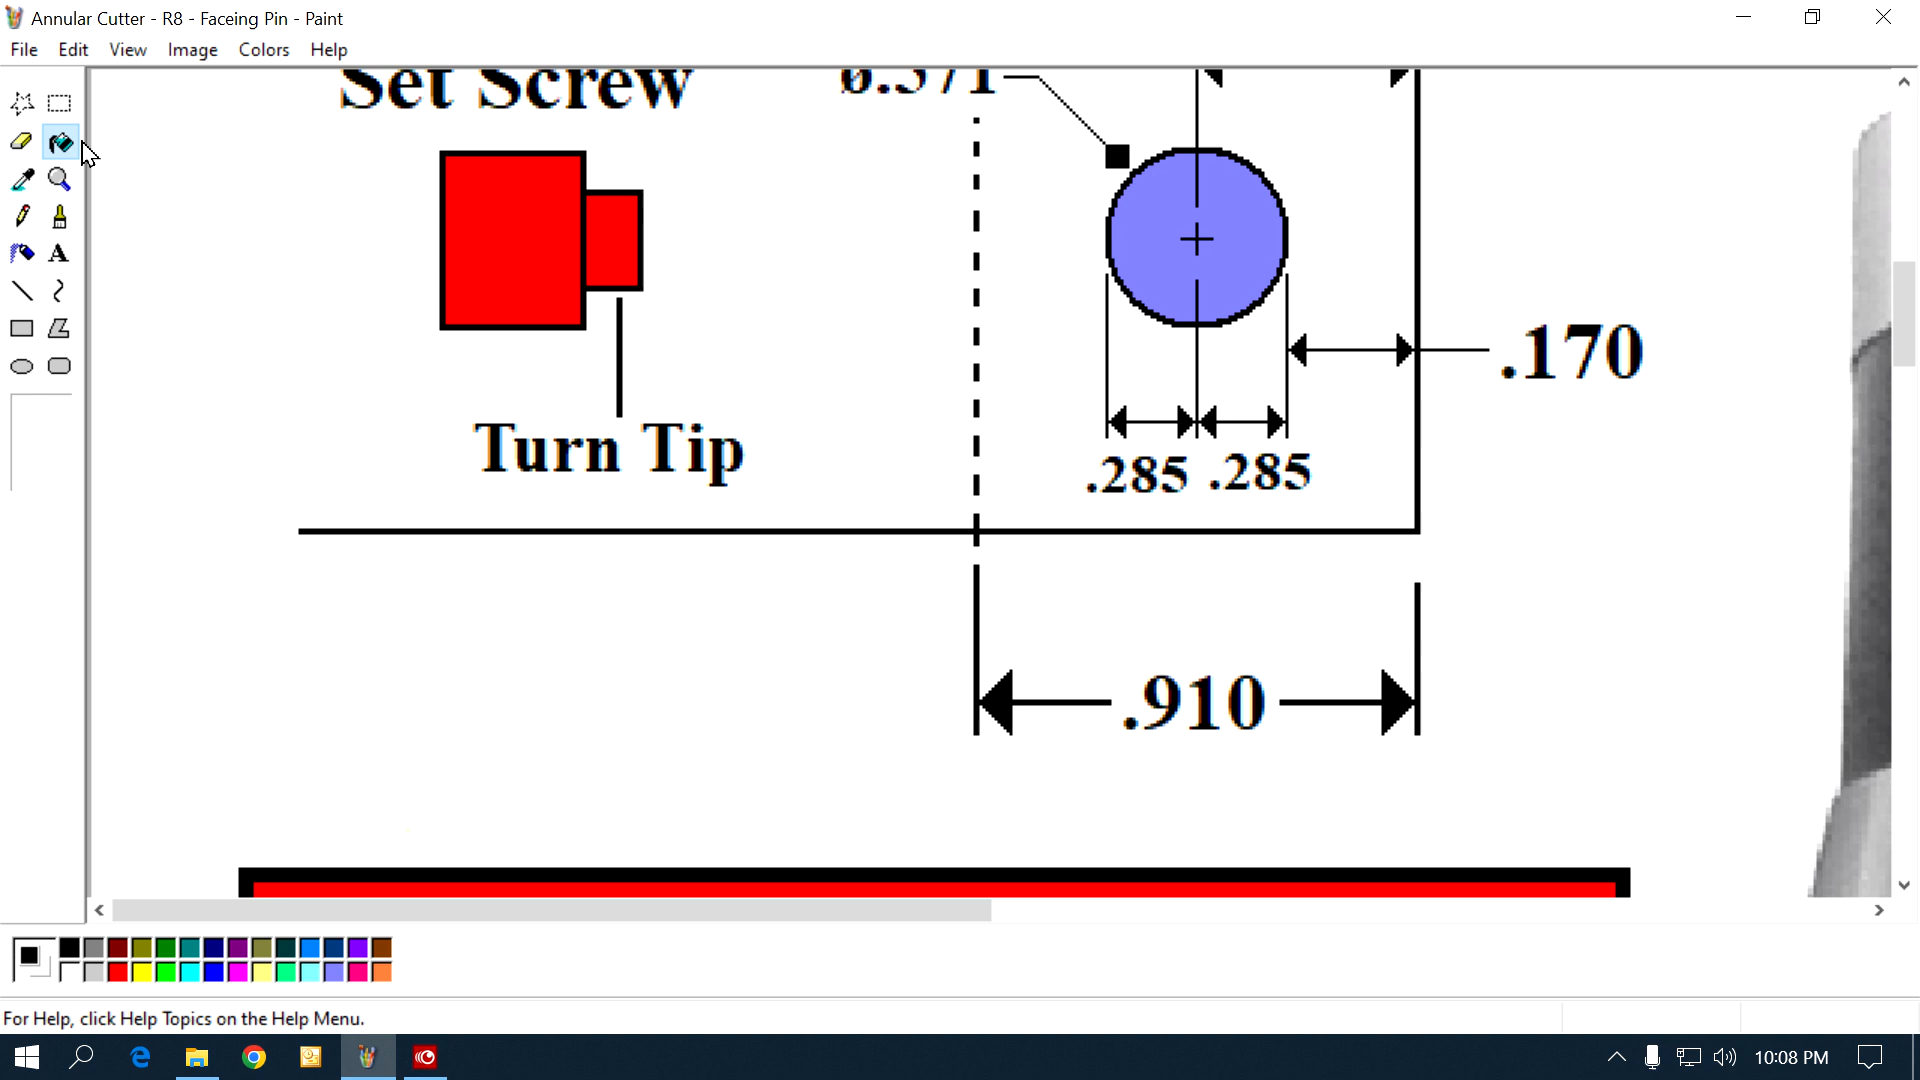 Annular Cutter - R8 - Faceing Pin - Paint
File Edit View Image Colors Help
Set Screw
.170
Turn Tip
.285 .285
.910
For Help, click Help Topics on the Help Menu.
10:08 PM